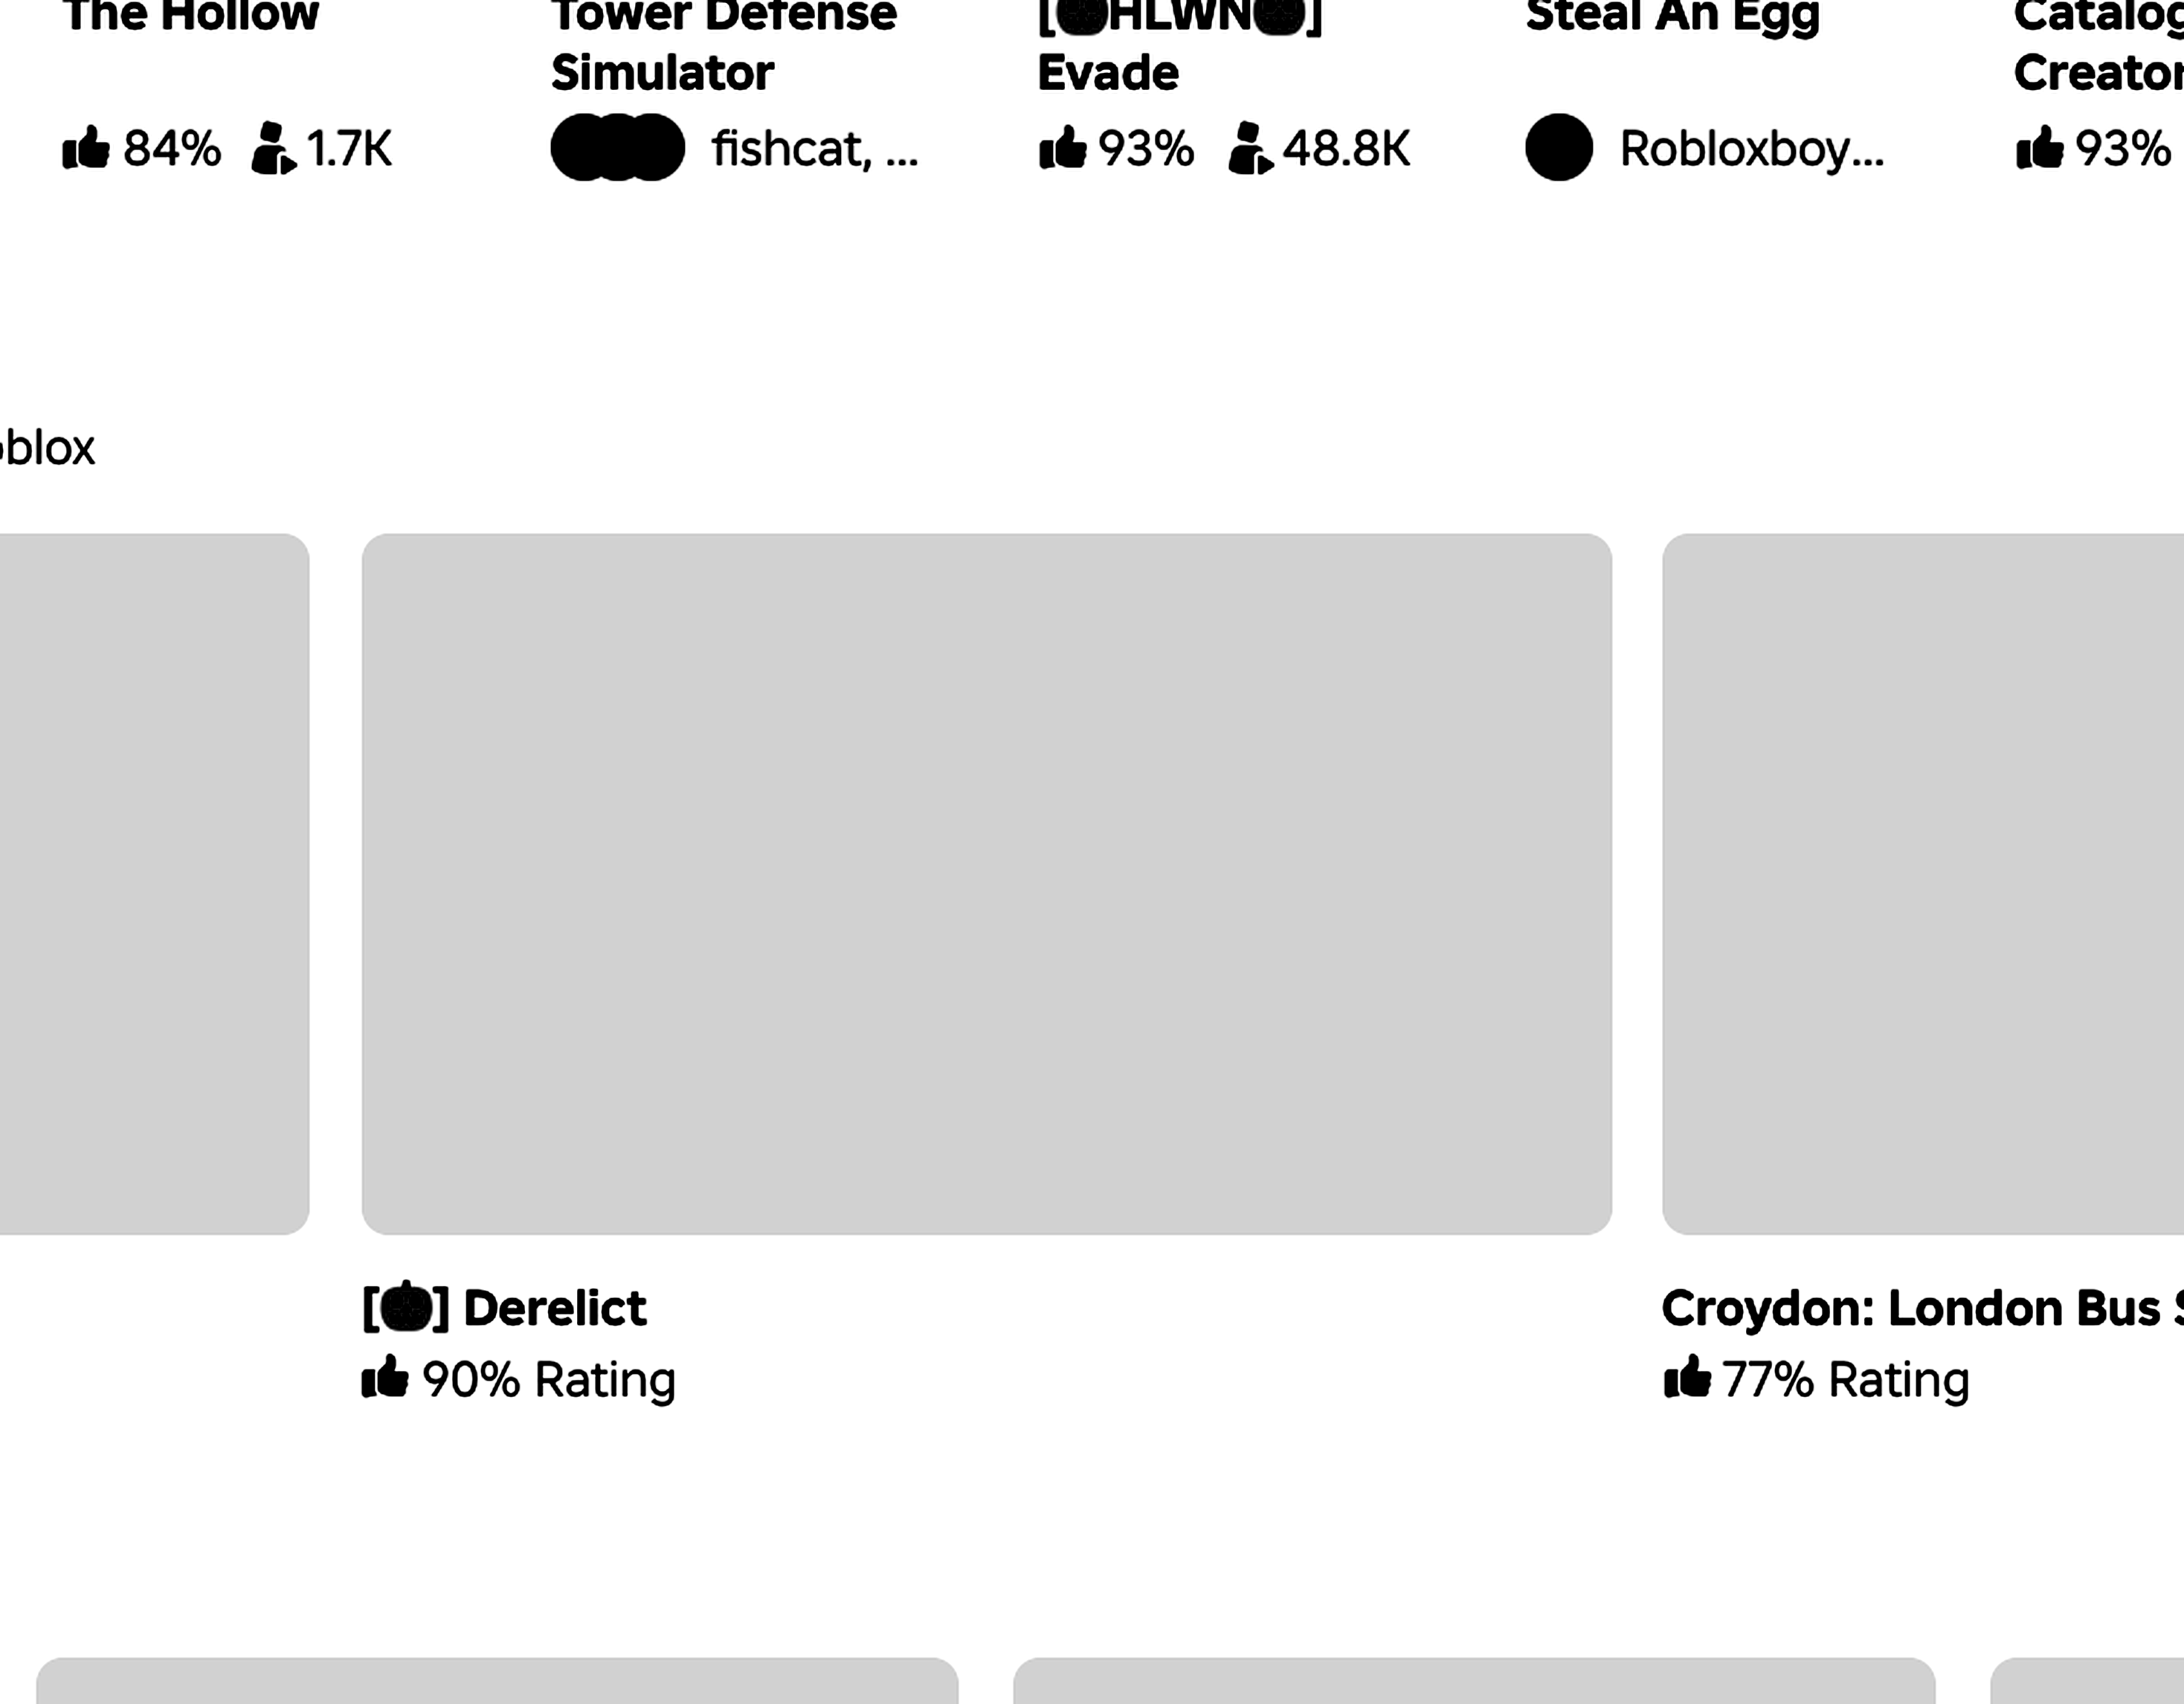 The Hollow
Tower Defense
Simulator
[🎃HLWN🎃]
Evade
Steal An Egg
Catalog
Creator
84% 1.7K
fishcat, ...
93% 48.8K
Robloxboy...
93%
blox
[🎃] Derelict
90% Rating
Croydon: London Bus
77% Rating